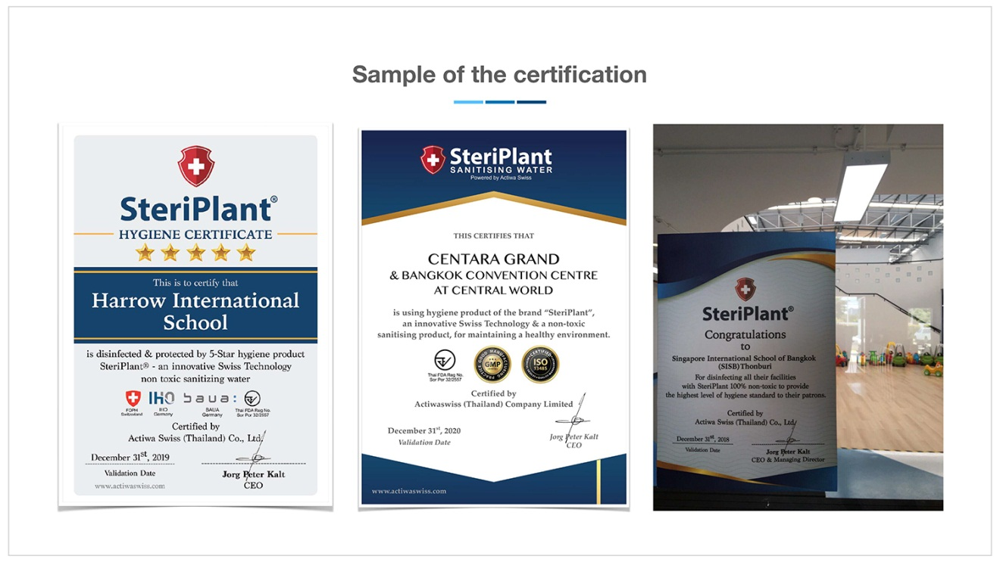 Sample of the certification
SteriPlant®
HYGIENE CERTIFICATE
This is to certify that
Harrow International
School
is disinfected & protected by 5-Star hygiene product
SteriPlant® - an innovative Swiss Technology
non toxic sanitizing water
IHO baua:
FOPH
Switzerland
IHO
Germany
BAUA
Germany
Thai FDA Reg No.
Sor Por 32/2557
Certified by
Actiwa Swiss (Thailand) Co., Ltd
December 31st, 2019
Validation Date
Jorg Peter Kalt
CEO
www.actiwaswiss.com
SteriPlant
SANITISING WATER
Powered by Actiwa Swiss
THIS CERTIFIES THAT
CENTARA GRAND
& BANGKOK CONVENTION CENTRE
AT CENTRAL WORLD
is using hygiene product of the brand “SteriPlant”,
an innovative Swiss Technology & a non-toxic
sanitising product, for maintaining a healthy environment.
Thai FDA Reg No.
Sor Por 32/2557
GOOD MANUFACTURING PRACTICE
GMP
CERTIFIED
ISO
13485
Certified by
Actiwaswiss (Thailand) Company Limited
December 31st, 2020
Validation Date
Jorg Peter Kalt
CEO
www.actiwaswiss.com
SteriPlant®
Congratulations
to
Singapore International School of Bangkok
(SISB) Thonburi
For disinfecting all their facilities
with SteriPlant 100% non-toxic to provide
the highest level of hygiene standard to their patrons.
Certified by
Actiwa Swiss (Thailand) Co., Ltd
December 31st, 2018
Validation Date
Jorg Peter Kalt
CEO & Managing Director